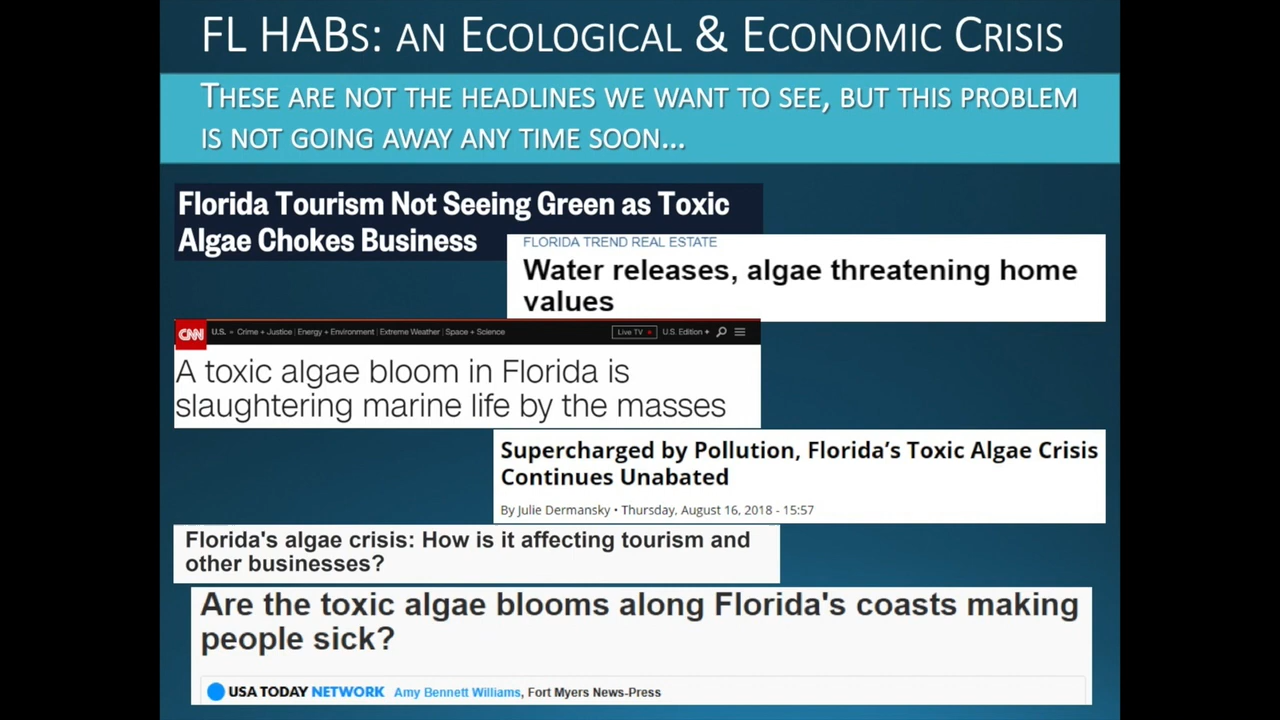 FL HABs: AN ECOLOGICAL & ECONOMIC CRISIS
THESE ARE NOT THE HEADLINES WE WANT TO SEE, BUT THIS PROBLEM
IS NOT GOING AWAY ANY TIME SOON...
Florida Tourism Not Seeing Green as Toxic
Algae Chokes Business
FLORIDA TREND REAL ESTATE
Water releases, algae threatening home
values
CNN U.S. » Crime + Justice | Energy + Environment | Extreme Weather | Space + Science Live TV • U.S. Edition +
A toxic algae bloom in Florida is
slaughtering marine life by the masses
Supercharged by Pollution, Florida's Toxic Algae Crisis
Continues Unabated
By Julie Dermansky • Thursday, August 16, 2018 - 15:57
Florida's algae crisis: How is it affecting tourism and
other businesses?
Are the toxic algae blooms along Florida's coasts making
people sick?
USA TODAY NETWORK Amy Bennett Williams, Fort Myers News-Press